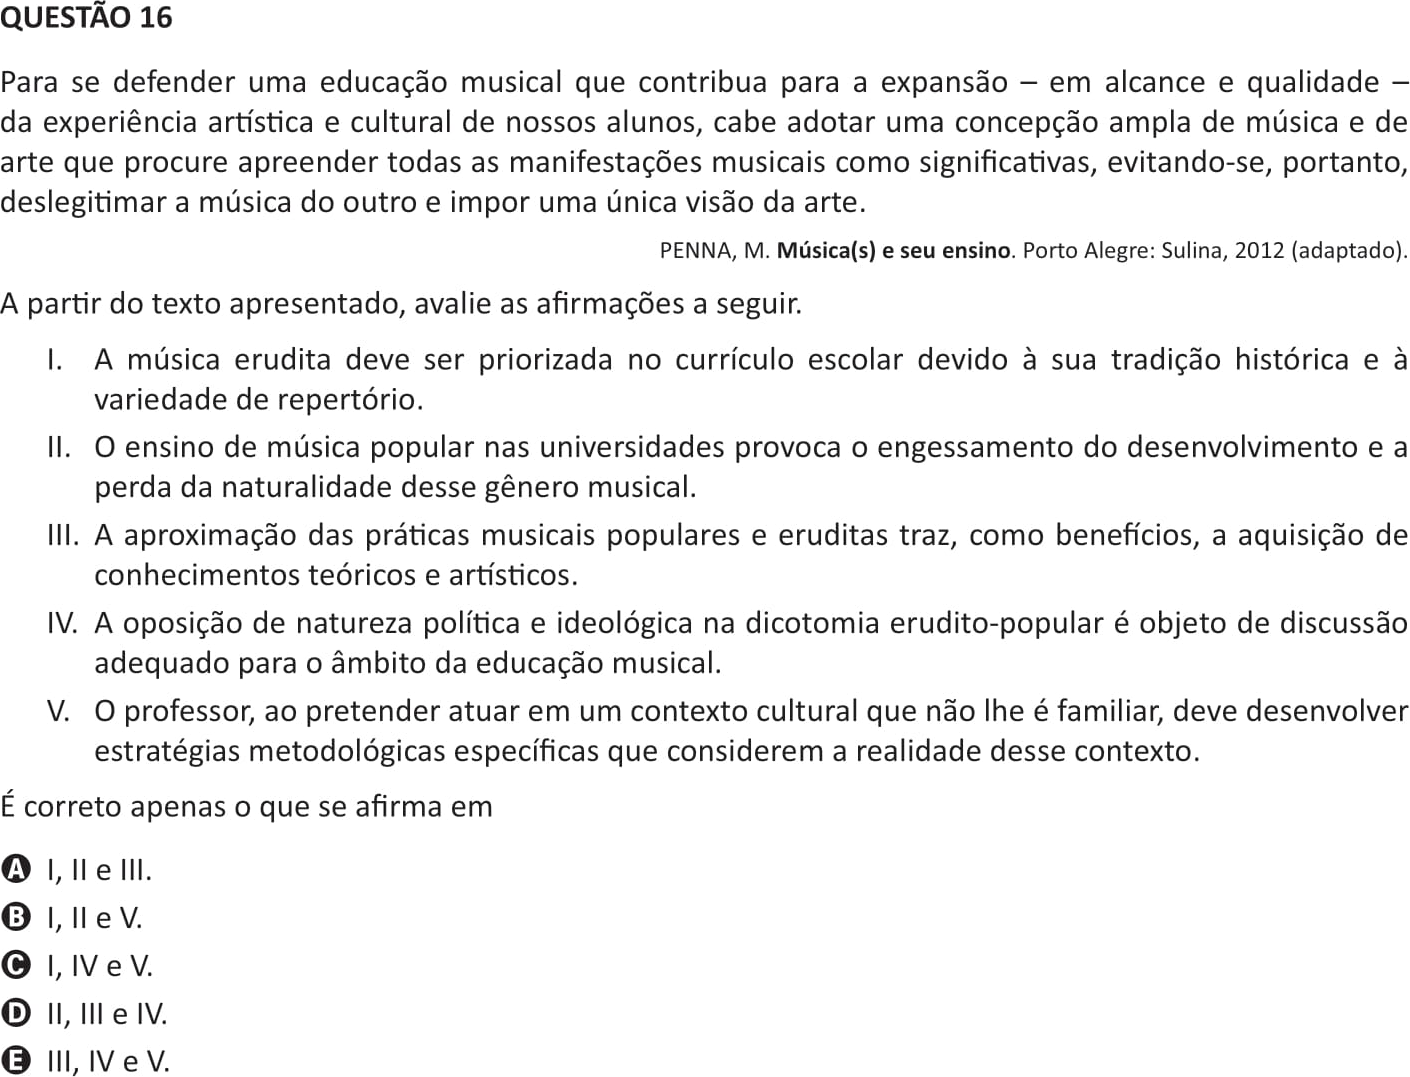 QUESTÃO 16
Para se defender uma educação musical que contribua para a expansão – em alcance e qualidade –
da experiência artística e cultural de nossos alunos, cabe adotar uma concepção ampla de música e de
arte que procure apreender todas as manifestações musicais como significativas, evitando-se, portanto,
deslegitimar a música do outro e impor uma única visão da arte.
PENNA, M. Música(s) e seu ensino. Porto Alegre: Sulina, 2012 (adaptado).
A partir do texto apresentado, avalie as afirmações a seguir.
I. A música erudita deve ser priorizada no currículo escolar devido à sua tradição histórica e à
variedade de repertório.
II. O ensino de música popular nas universidades provoca o engessamento do desenvolvimento e a
perda da naturalidade desse gênero musical.
III. A aproximação das práticas musicais populares e eruditas traz, como benefícios, a aquisição de
conhecimentos teóricos e artísticos.
IV. A oposição de natureza política e ideológica na dicotomia erudito-popular é objeto de discussão
adequado para o âmbito da educação musical.
V. O professor, ao pretender atuar em um contexto cultural que não lhe é familiar, deve desenvolver
estratégias metodológicas específicas que considerem a realidade desse contexto.
É correto apenas o que se afirma em
A I, II e III.
B I, II e V.
C I, IV e V.
D II, III e IV.
E III, IV e V.